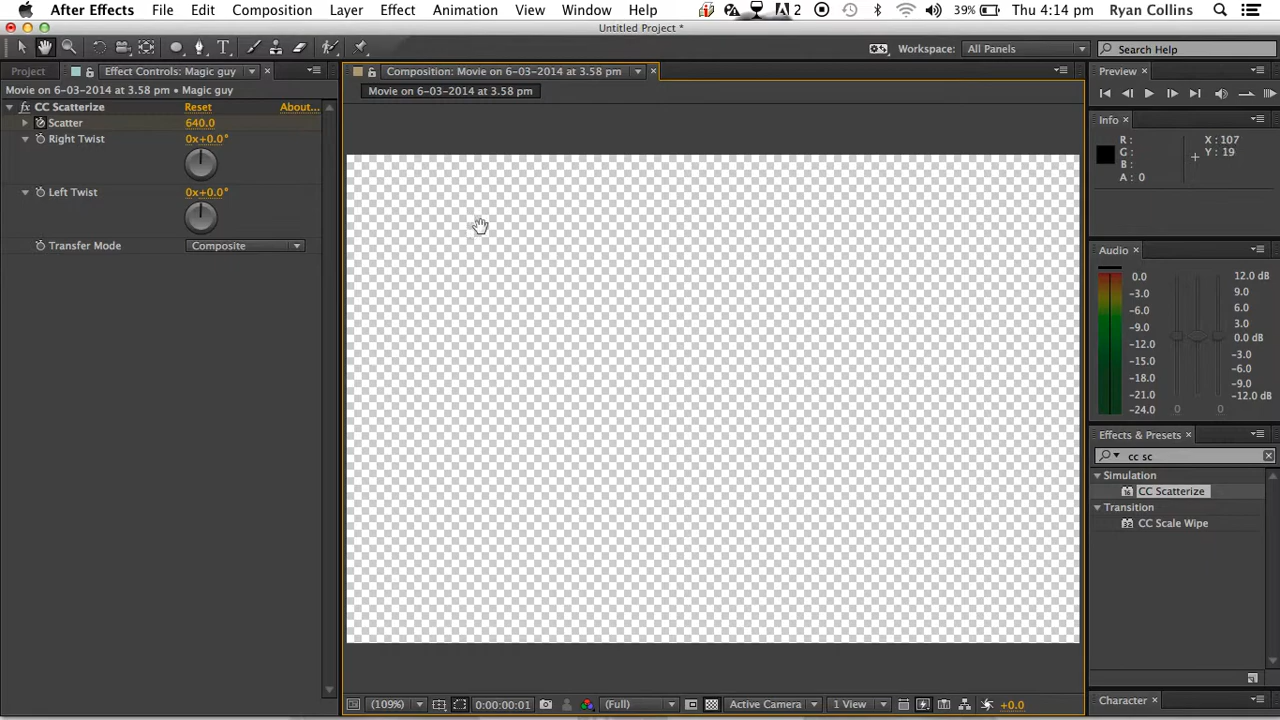 After Effects File Edit Composition Layer Effect Animation View Window Help 2 39% Thu 4:14 pm Ryan Collins
Untitled Project *
Workspace: All Panels Search Help
Project Effect Controls: Magic guy Composition: Movie on 6-03-2014 at 3.58 pm Preview
Movie on 6-03-2014 at 3.58 pm • Magic guy Movie on 6-03-2014 at 3.58 pm
fx CC Scatterize Reset About...
Scatter 640.0
Right Twist 0x+0.0°
Left Twist 0x+0.0°
Transfer Mode Composite
Info
R: X: 107
G: Y: 19
B:
A: 0
Audio
0.0 12.0 dB
-3.0 9.0
-6.0 6.0
-9.0 3.0
-12.0 0.0 dB
-15.0 -3.0
-18.0 -6.0
-21.0 -9.0
-24.0 -12.0 dB
0 0
Effects & Presets
cc sc
Simulation
CC Scatterize
Transition
CC Scale Wipe
(109%) 0:00:00:01 (Full) Active Camera 1 View +0.0
Character